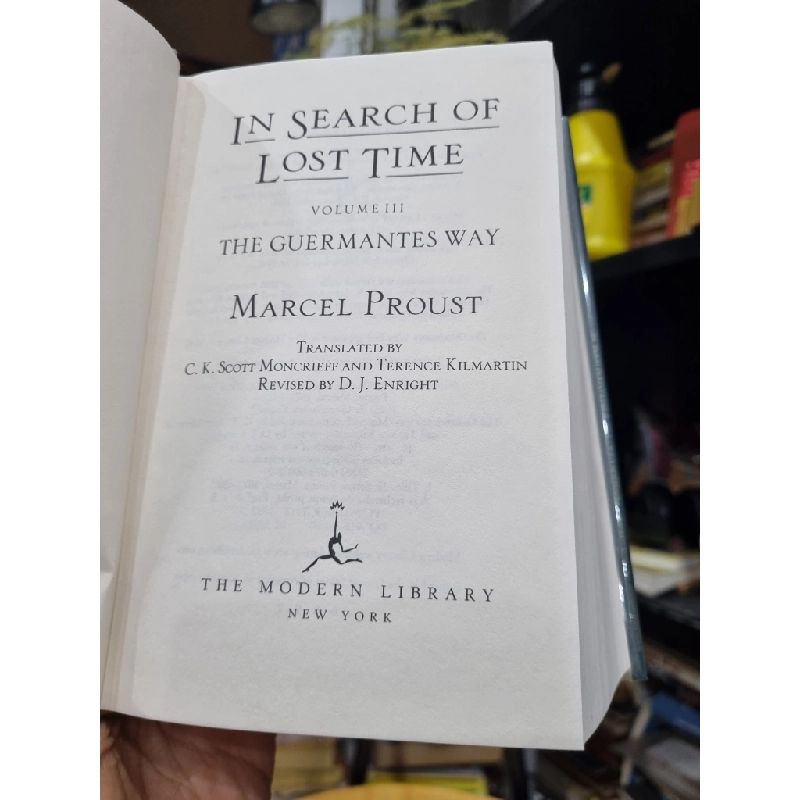 IN SEARCH OF
LOST TIME
VOLUME III
THE GUERMANTES WAY
MARCEL PROUST
TRANSLATED BY
C. K. SCOTT MONCRIEFF AND TERENCE KILMARTIN
REVISED BY D. J. ENRIGHT
THE MODERN LIBRARY
NEW YORK